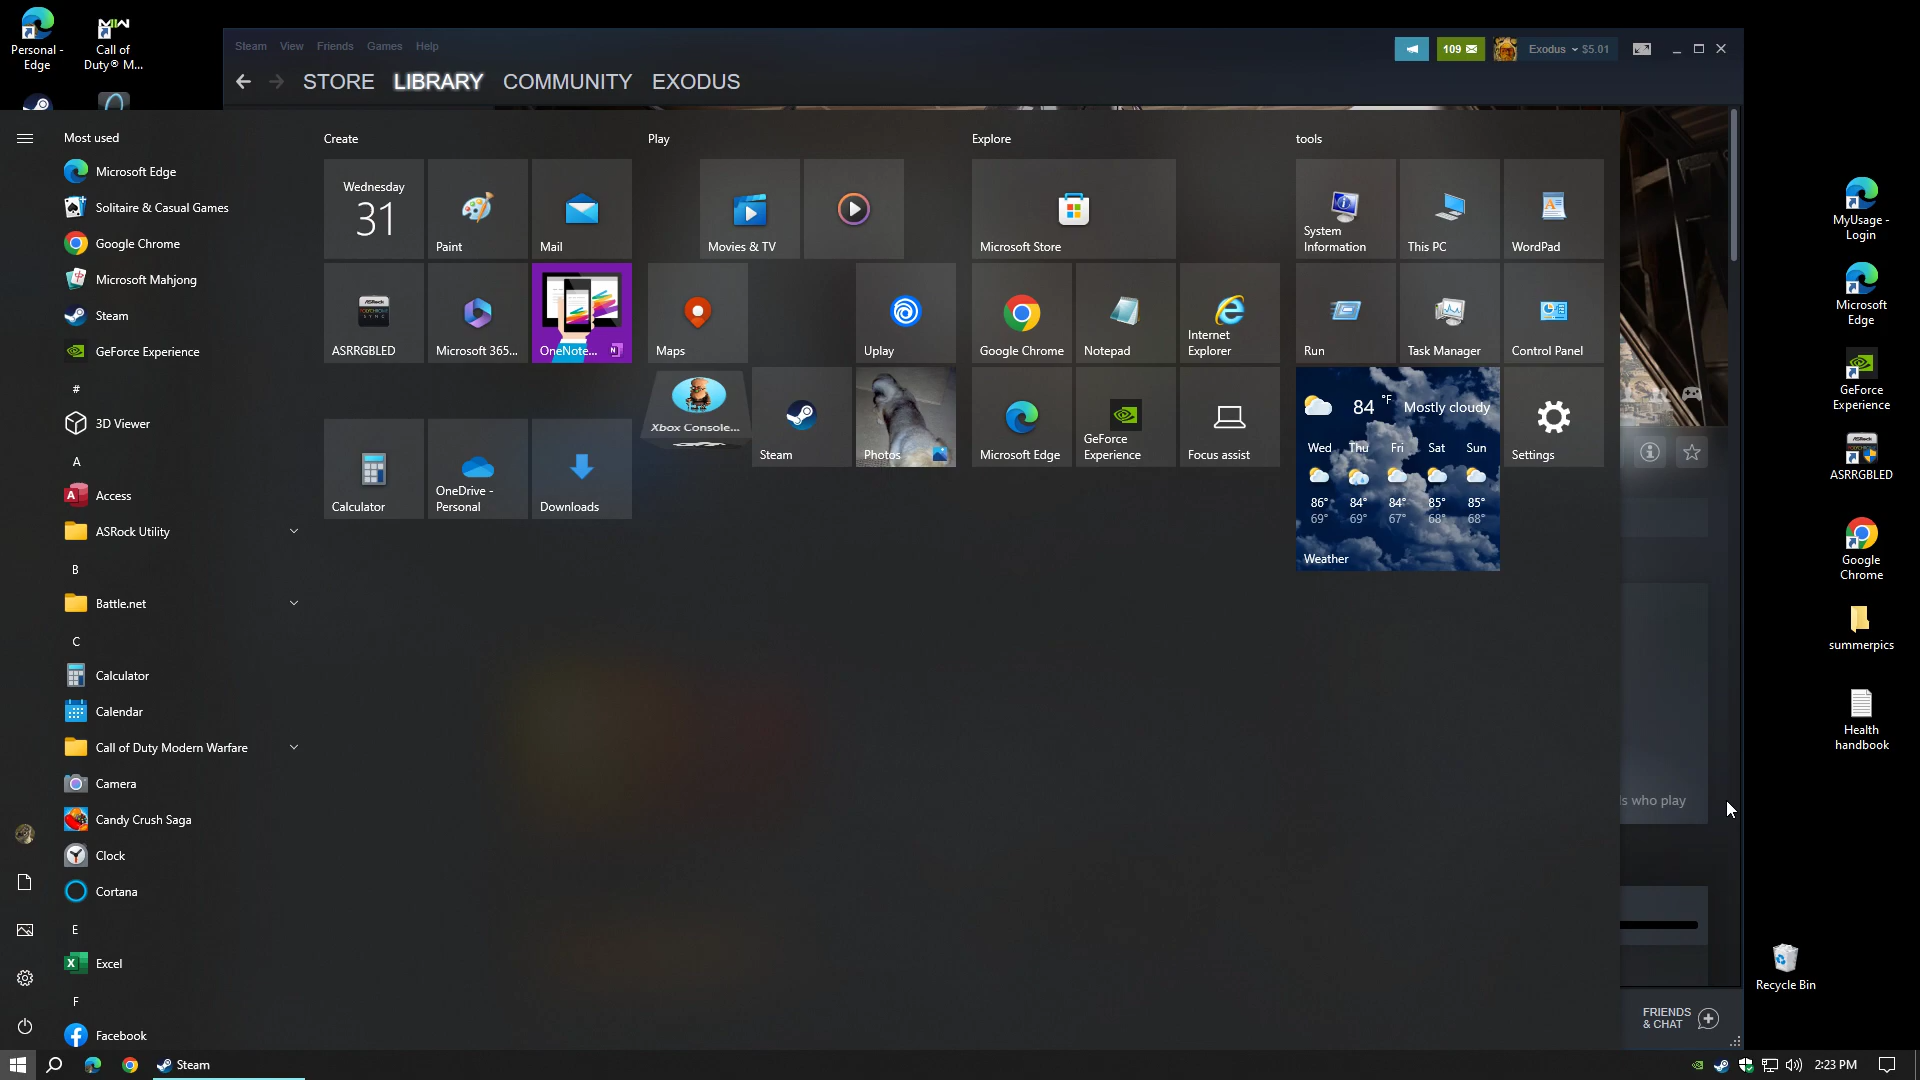 Personal -
Edge
Call of
Duty® M...
Steam
View
Friends
Games
Help
109
Exodus
$5.01
STORE
LIBRARY
COMMUNITY
EXODUS
Most used
Microsoft Edge
Solitaire & Casual Games
Google Chrome
Microsoft Mahjong
Steam
GeForce Experience
#
3D Viewer
A
Access
ASRock Utility
B
Battle.net
C
Calculator
Calendar
Call of Duty Modern Warfare
Camera
Candy Crush Saga
Clock
Cortana
E
Excel
F
Facebook
Create
Wednesday
31
Paint
Mail
ASRRGBLED
Microsoft 365...
OneNote...
Calculator
OneDrive -
Personal
Downloads
Play
Movies & TV
Maps
Uplay
Xbox Console...
Steam
Photos
Explore
Microsoft Store
Google Chrome
Notepad
Internet
Explorer
Microsoft Edge
GeForce
Experience
Focus assist
tools
System
Information
This PC
WordPad
Run
Task Manager
Control Panel
84 °F
Mostly cloudy
Wed Thu Fri Sat Sun
86° 84° 84° 85° 85°
69° 69° 67° 68° 68°
Weather
Settings
s who play
FRIENDS
& CHAT
MyUsage -
Login
Microsoft
Edge
GeForce
Experience
ASRRGBLED
Google
Chrome
summerpics
Health
handbook
Recycle Bin
Steam
2:23 PM